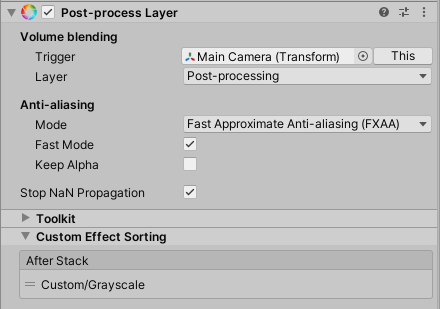 Post-process Layer
Volume blending
Trigger Main Camera (Transform) This
Layer Post-processing
Anti-aliasing
Mode Fast Approximate Anti-aliasing (FXAA)
Fast Mode
Keep Alpha
Stop NaN Propagation
Toolkit
Custom Effect Sorting
After Stack
Custom/Grayscale